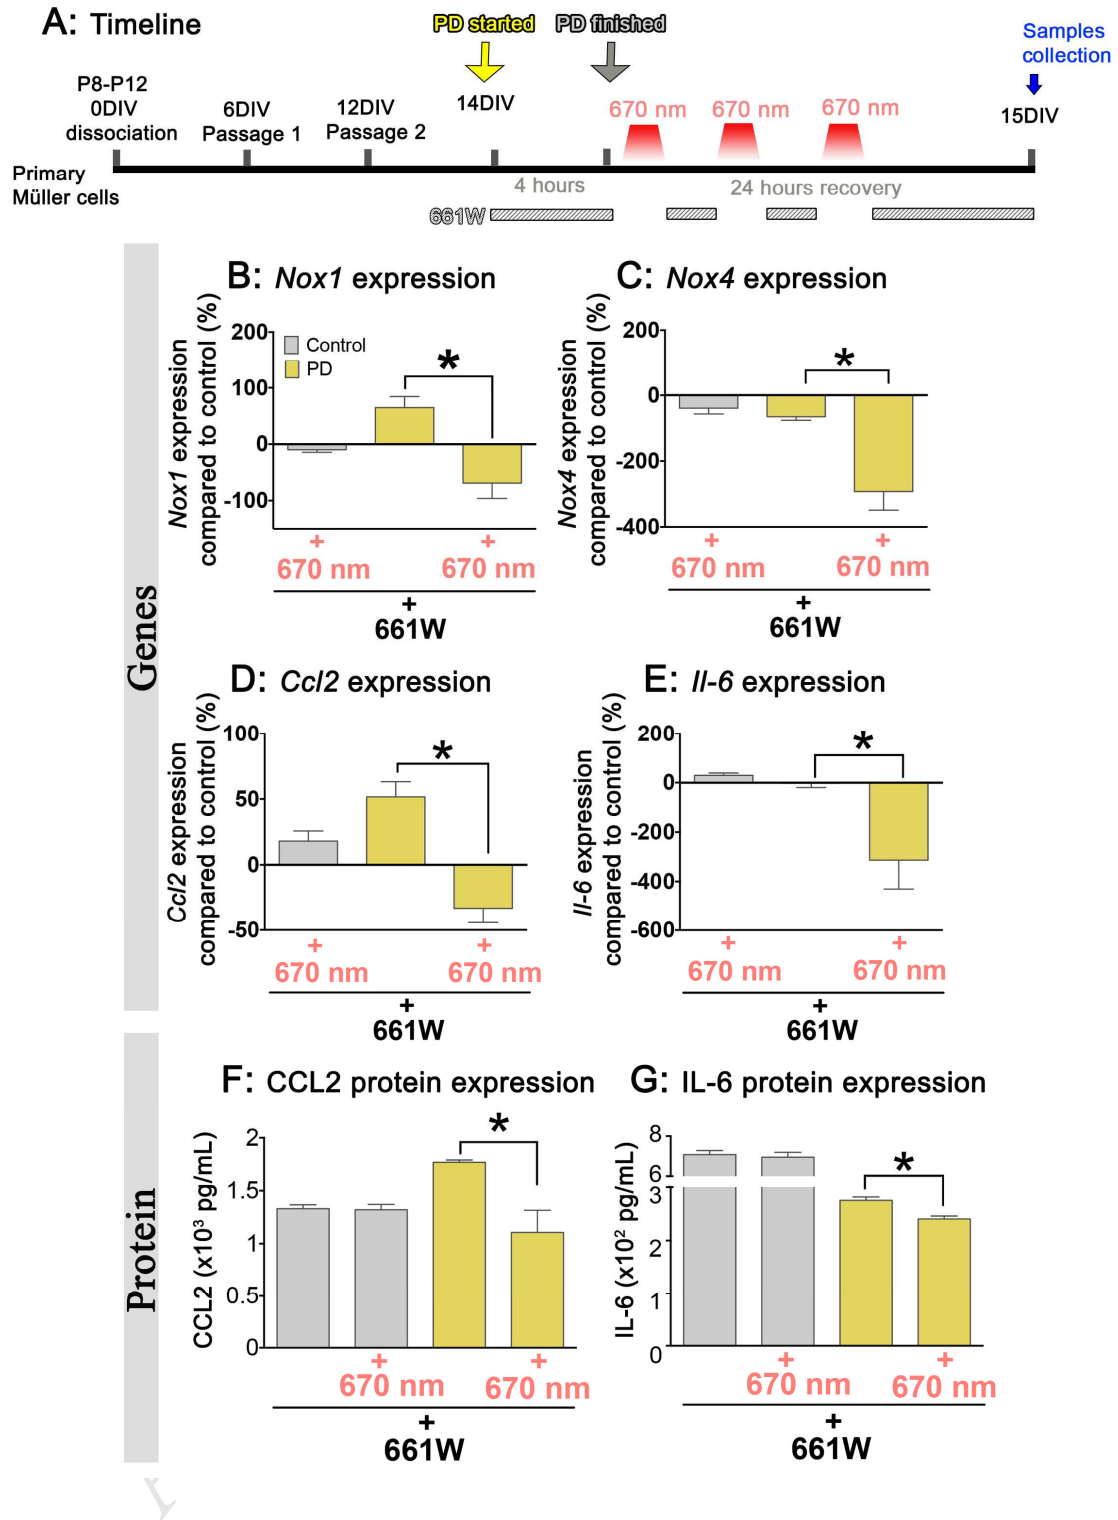 A: Timeline
PD started
PD finished
Samples
collection
P8-P12
0DIV
dissociation
6DIV
Passage 1
12DIV
Passage 2
14DIV
670 nm
670 nm
670 nm
15DIV
Primary
Müller cells
4 hours
24 hours recovery
661W
Genes
B: Nox1 expression
Nox1 expression
compared to control (%)
200
100
0
-100
Control
PD
*
+
670 nm
+
670 nm
+
661W
C: Nox4 expression
Nox4 expression
compared to control (%)
200
0
-200
-400
*
+
670 nm
+
670 nm
+
661W
D: Ccl2 expression
Ccl2 expression
compared to control (%)
100
50
0
-50
*
+
670 nm
+
670 nm
+
661W
E: Il-6 expression
Il-6 expression
compared to control (%)
200
0
-200
-400
-600
*
+
670 nm
+
670 nm
+
661W
Protein
F: CCL2 protein expression
CCL2 (x10³ pg/mL)
2
1.5
1
0.5
0
*
+
670 nm
+
670 nm
+
661W
G: IL-6 protein expression
IL-6 (x10² pg/mL)
8
6
3
2
1
0
*
+
670 nm
+
670 nm
+
661W